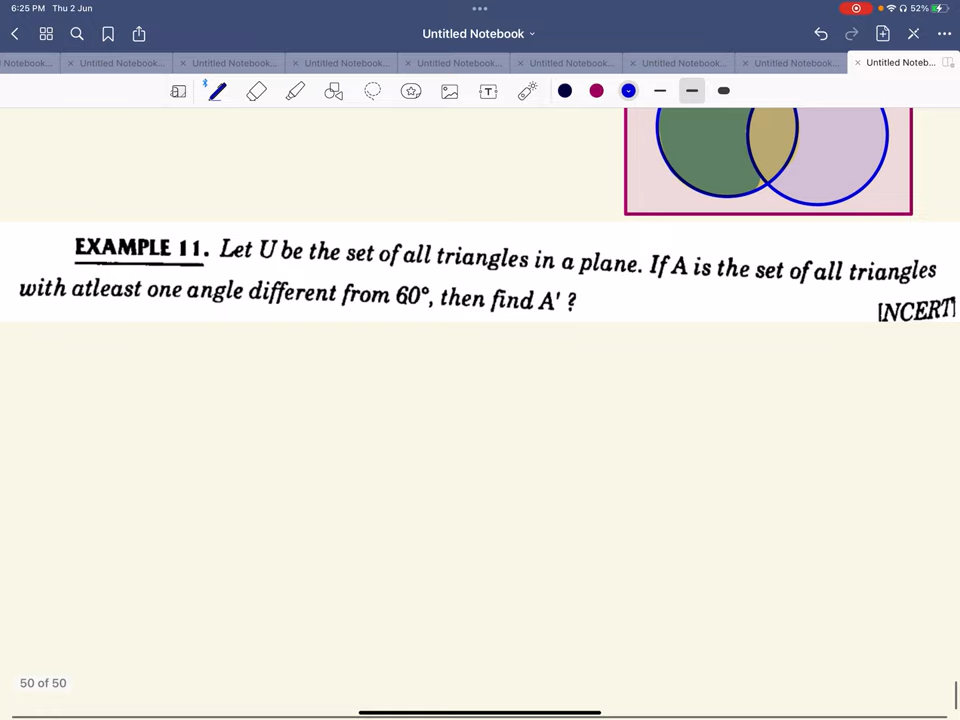 6:25 PM Thu 2 Jun
52%
Untitled Notebook
Notebook...
Untitled Notebook...
Untitled Notebook...
Untitled Notebook...
Untitled Notebook...
Untitled Notebook...
Untitled Notebook...
Untitled Notebook...
Untitled Noteb...
EXAMPLE 11. Let U be the set of all triangles in a plane. If A is the set of all triangles
with atleast one angle different from 60°, then find A' ?
[NCERT]
50 of 50